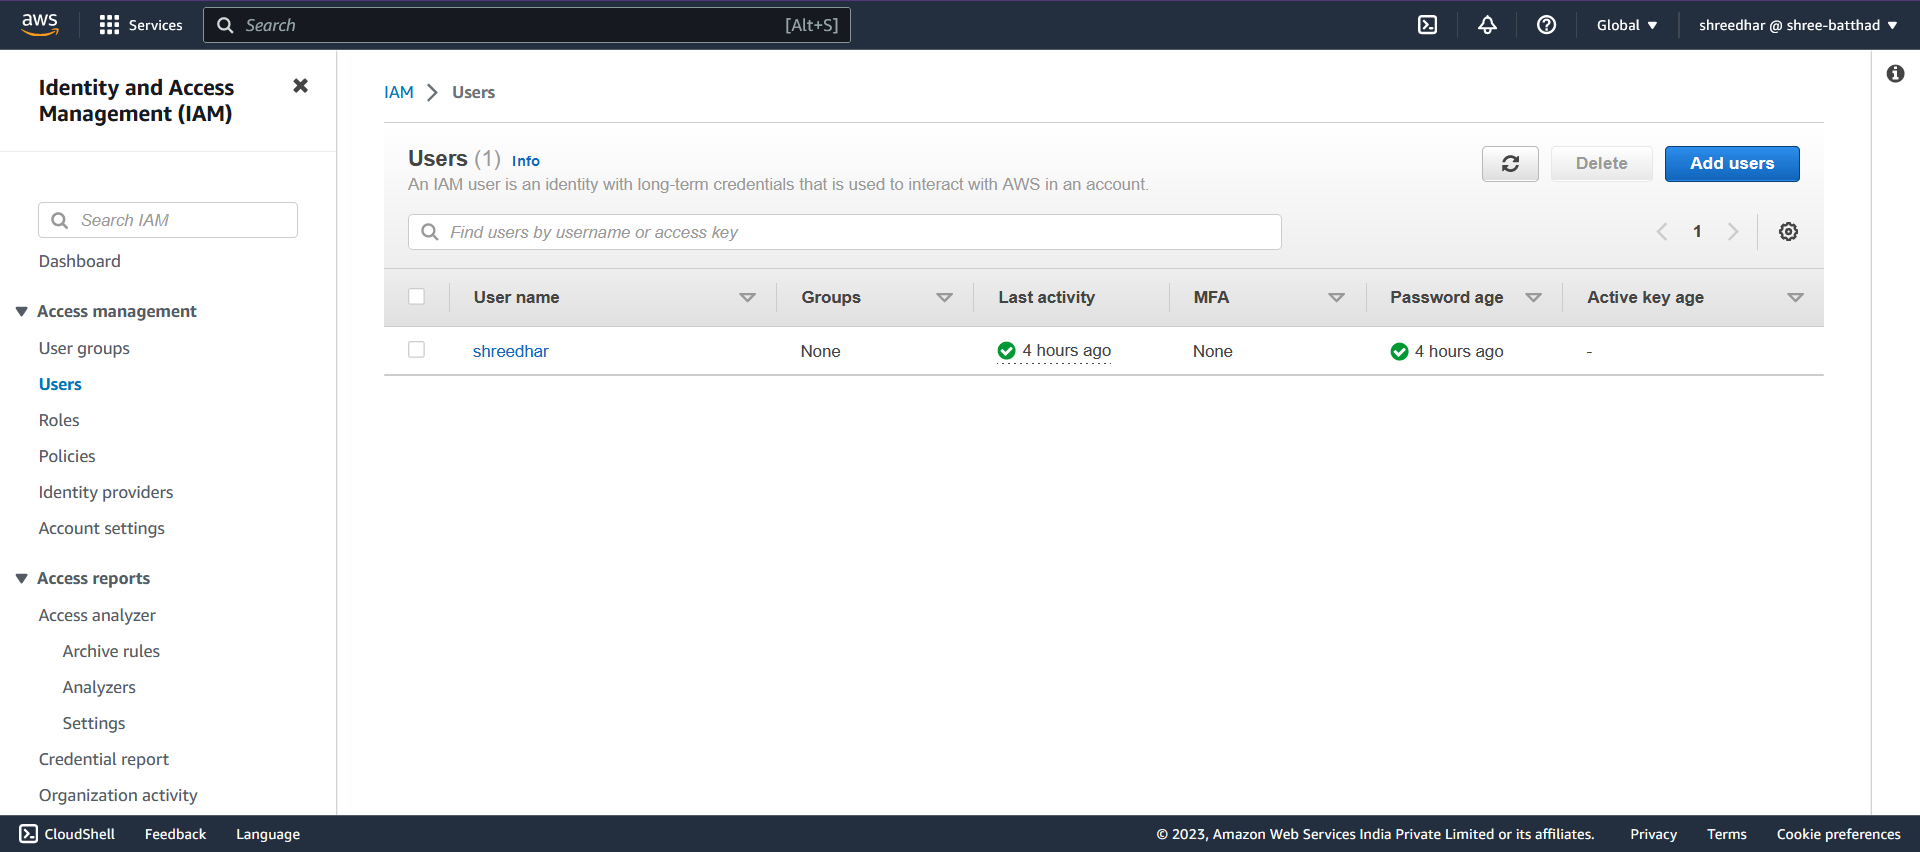 aws
Services
Search
[Alt+S]
Global
shreedhar @ shree-batthad
Identity and Access
Management (IAM)
Search IAM
Dashboard
Access management
User groups
Users
Roles
Policies
Identity providers
Account settings
Access reports
Access analyzer
Archive rules
Analyzers
Settings
Credential report
Organization activity
IAM > Users
Users (1) Info
An IAM user is an identity with long-term credentials that is used to interact with AWS in an account.
Delete
Add users
Find users by username or access key
1
User name Groups Last activity MFA Password age Active key age
shreedhar None 4 hours ago None 4 hours ago -
CloudShell Feedback Language © 2023, Amazon Web Services India Private Limited or its affiliates. Privacy Terms Cookie preferences